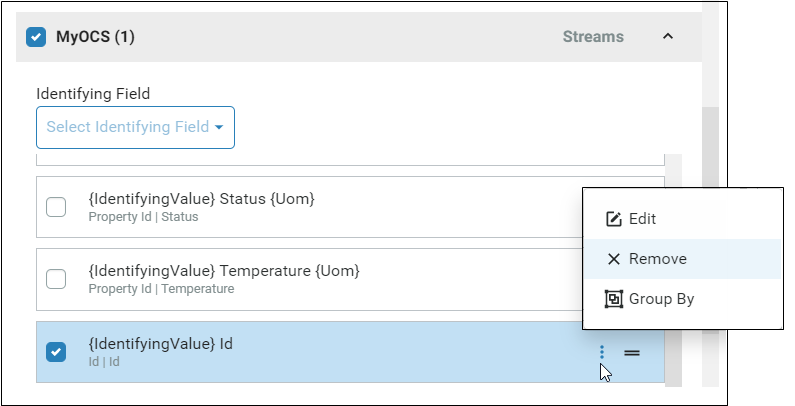 MyOCS (1) Streams
Identifying Field
Select Identifying Field
{IdentifyingValue} Status {Uom}
Property Id | Status
{IdentifyingValue} Temperature {Uom}
Property Id | Temperature
{IdentifyingValue} Id
Id | Id
Edit
Remove
Group By